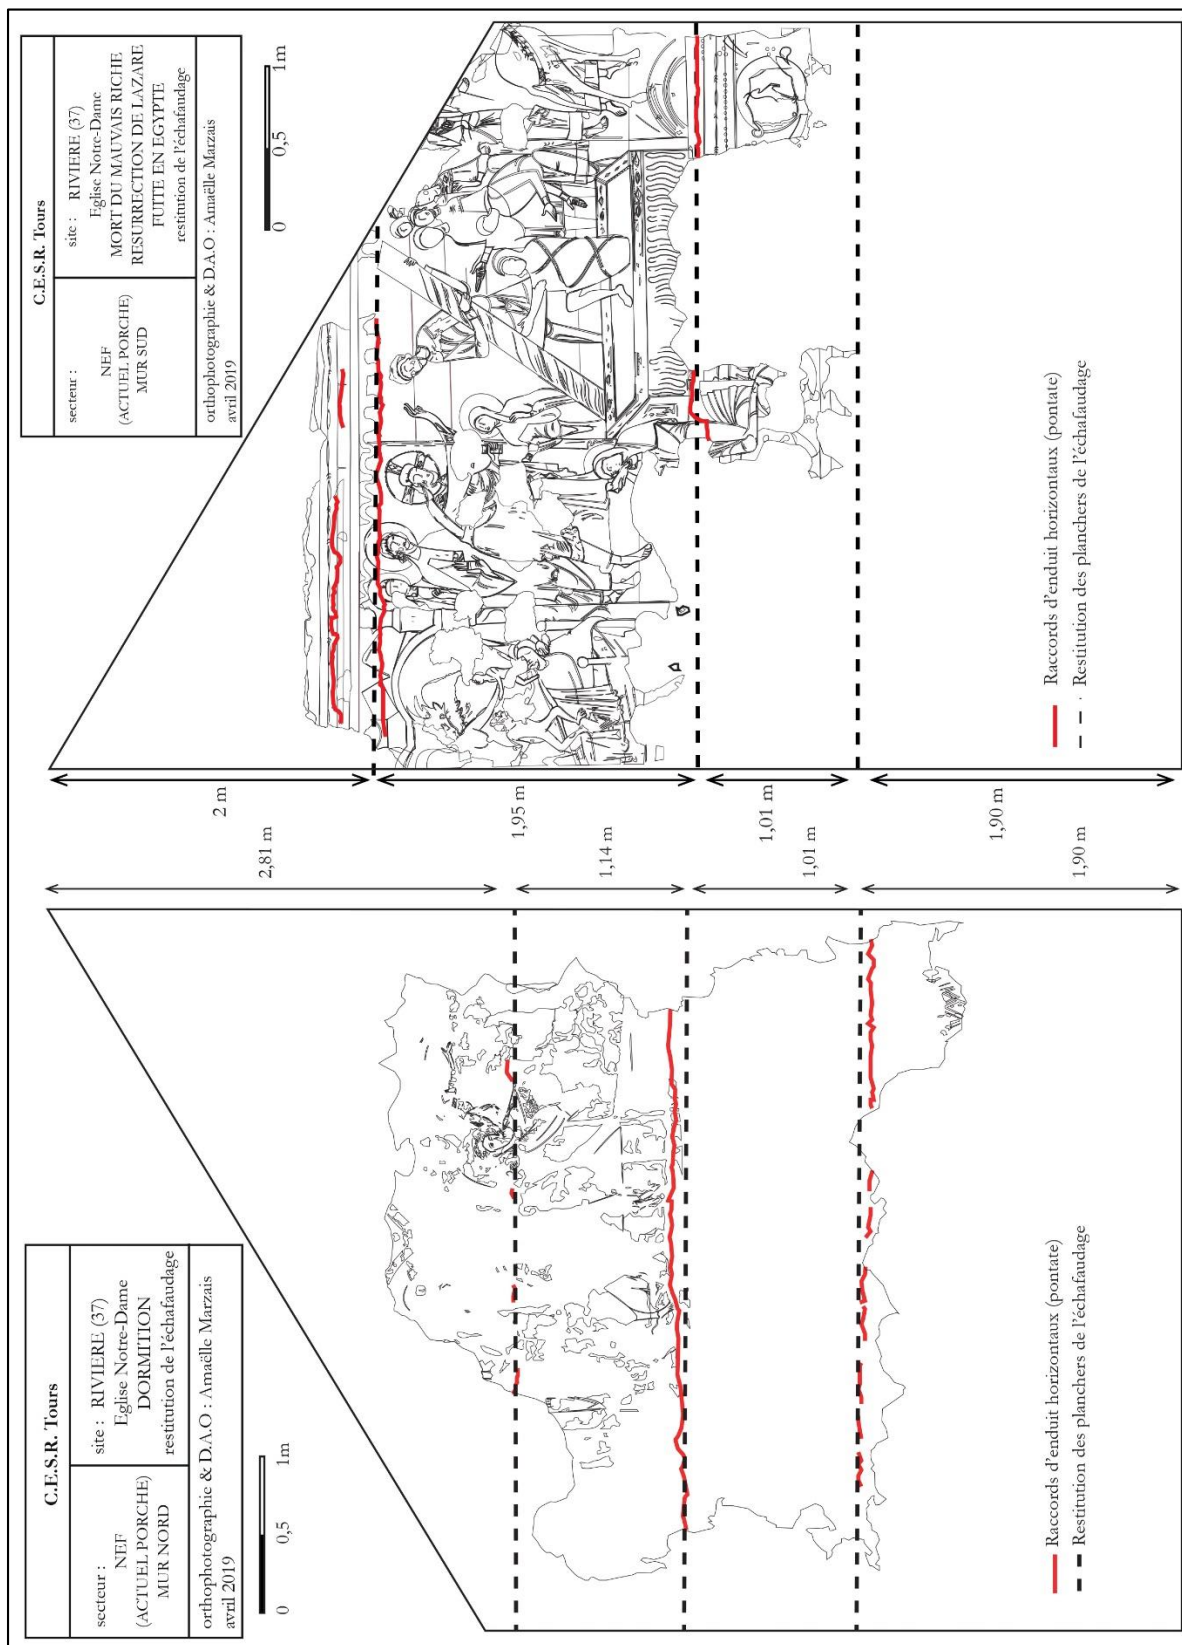 C.E.S.R. Tours
secteur :
NEF
(ACTUEL PORCHE)
MUR NORD
site : RIVIERE (37)
Eglise Notre-Dame
DORMITION
restitution de l'échafaudage
orthophotographie & D.A.O : Amaëlle Marzais
avril 2019
0
0,5
1m
2,81 m
1,14 m
1,01 m
1,90 m
Raccords d'enduit horizontaux (pontate)
Restitution des planchers de l'échafaudage
C.E.S.R. Tours
secteur :
NEF
(ACTUEL PORCHE)
MUR SUD
site : RIVIERE (37)
Eglise Notre-Dame
MORT DU MAUVAIS RICHE
RESURRECTION DE LAZARE
FUITE EN EGYPTE
restitution de l'échafaudage
orthophotographie & D.A.O : Amaëlle Marzais
avril 2019
0
0,5
1m
2 m
1,95 m
1,01 m
1,90 m
Raccords d'enduit horizontaux (pontate)
Restitution des planchers de l'échafaudage